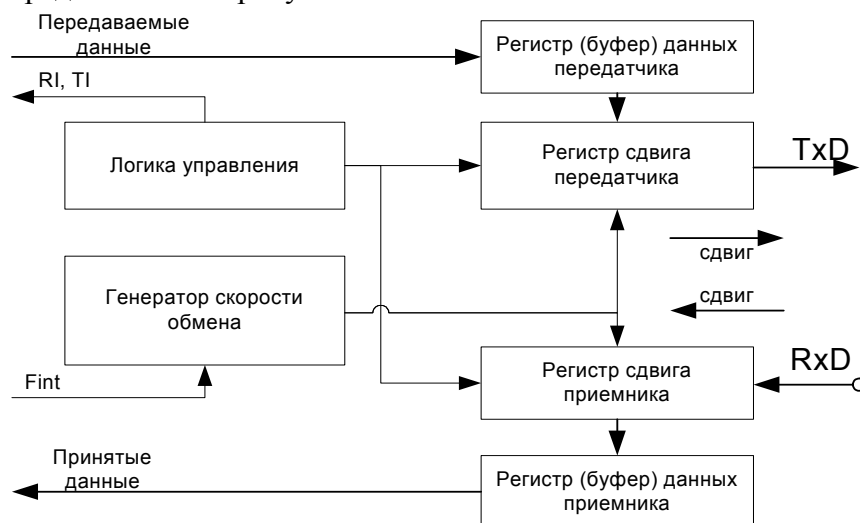 Передаваемые
данные
Регистр (буфер) данных
передатчика
RI, TI
Логика управления
Регистр сдвига
передатчика
TxD
сдвиг
Генератор скорости
обмена
сдвиг
Fint
Регистр сдвига
приемника
RxD
Принятые
данные
Регистр (буфер) данных
приемника